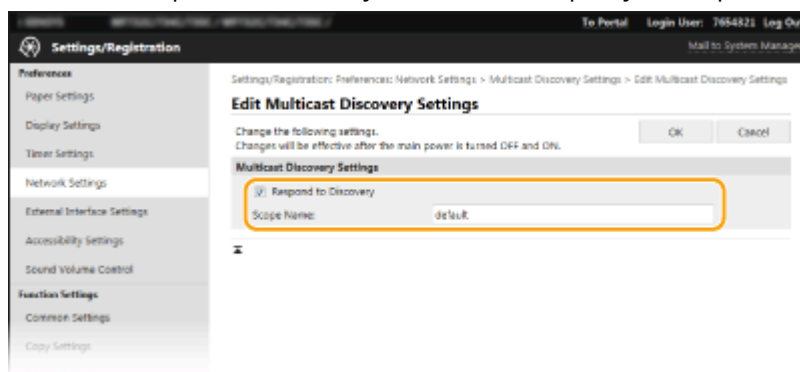 To Portal Login User: 7654321 Log Ou
Settings/Registration
Mail to System Manage
Preferences
Paper Settings
Display Settings
Timer Settings
Network Settings
External Interface Settings
Accessibility Settings
Sound Volume Control
Function Settings
Common Settings
Copy Settings
Settings/Registration: Preferences: Network Settings > Multicast Discovery Settings > Edit Multicast Discovery Settings
Edit Multicast Discovery Settings
Change the following settings.
Changes will be effective after the main power is turned OFF and ON.
OK Cancel
Multicast Discovery Settings
Respond to Discovery
Scope Name: default